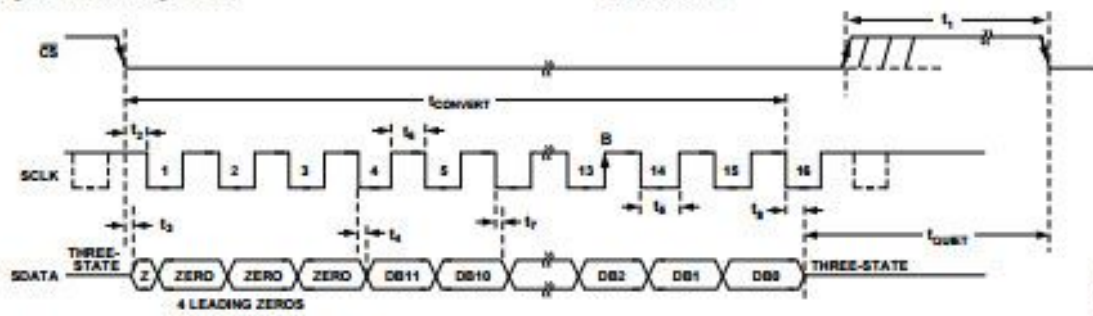 t1
CS
tCONVERT
t2
t6
B
SCLK
1
2
3
4
5
13
14
15
16
t3
t4
t7
t5
t8
tQUIET
THREE-
STATE
SDATA
Z
ZERO
ZERO
ZERO
DB11
DB10
DB2
DB1
DB0
THREE-STATE
4 LEADING ZEROS